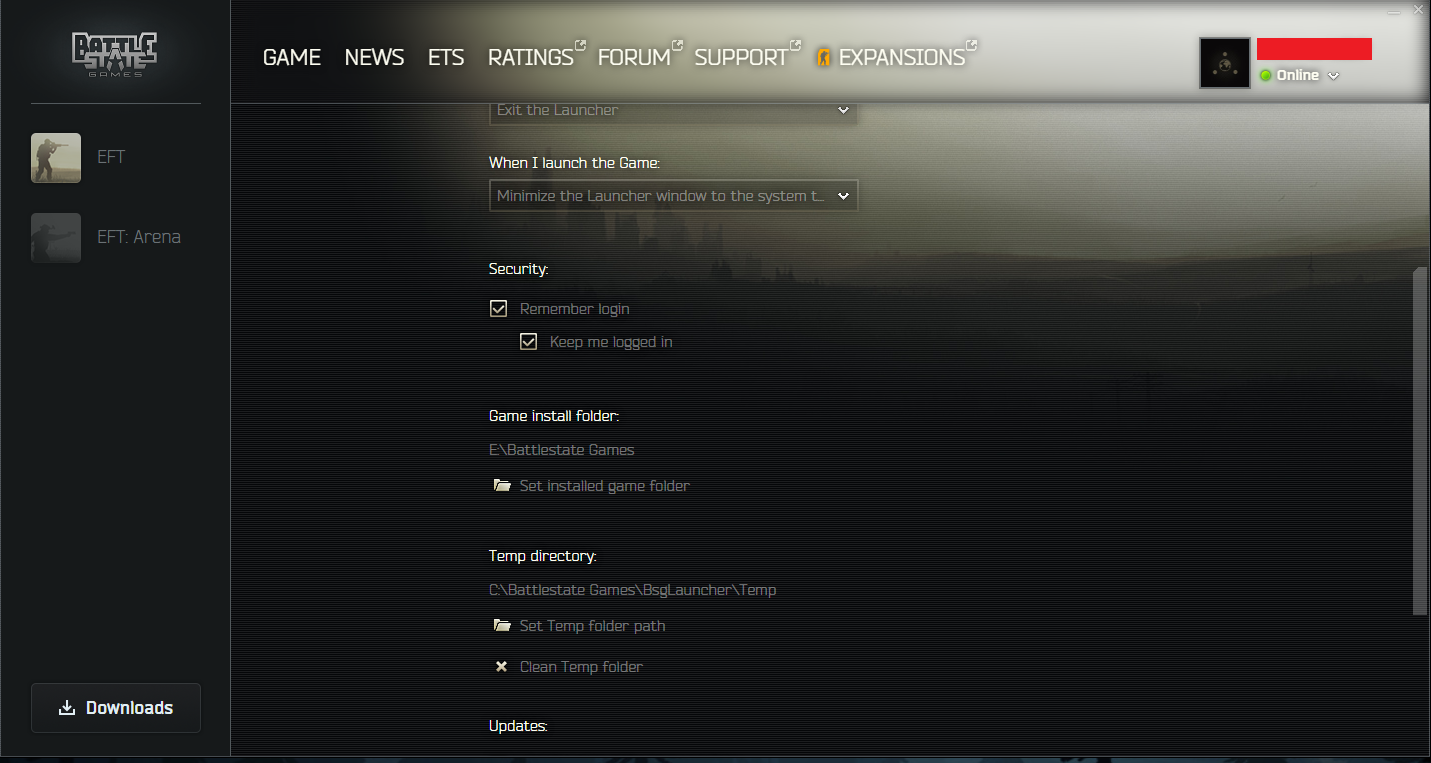 BATTLE
STATE
GAMES
GAME NEWS ETS RATINGS FORUM SUPPORT EXPANSIONS
Online
EFT
EFT: Arena
Downloads
Exit the Launcher
When I launch the Game:
Minimize the Launcher window to the system t...
Security:
Remember login
Keep me logged in
Game install folder:
E:\Battlestate Games
Set installed game folder
Temp directory:
C:\Battlestate Games\BsgLauncher\Temp
Set Temp folder path
Clean Temp folder
Updates: